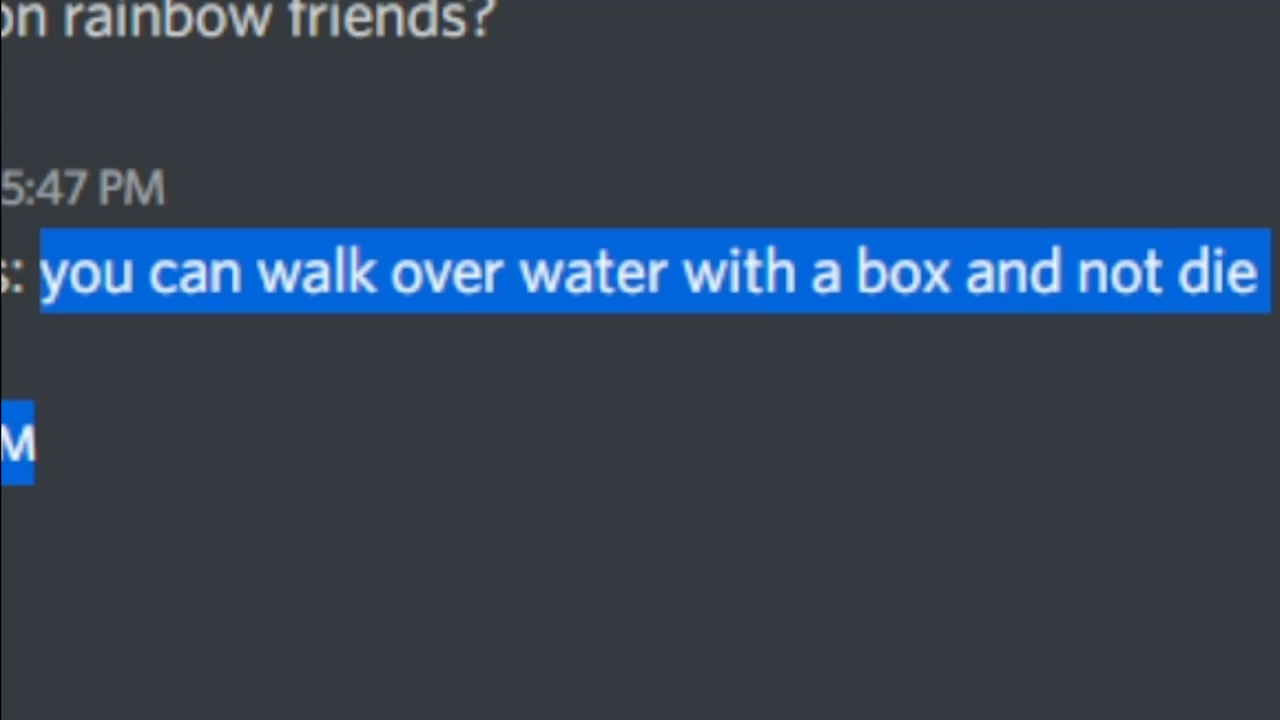 on rainbow friends?
5:47 PM
s: you can walk over water with a box and not die
M